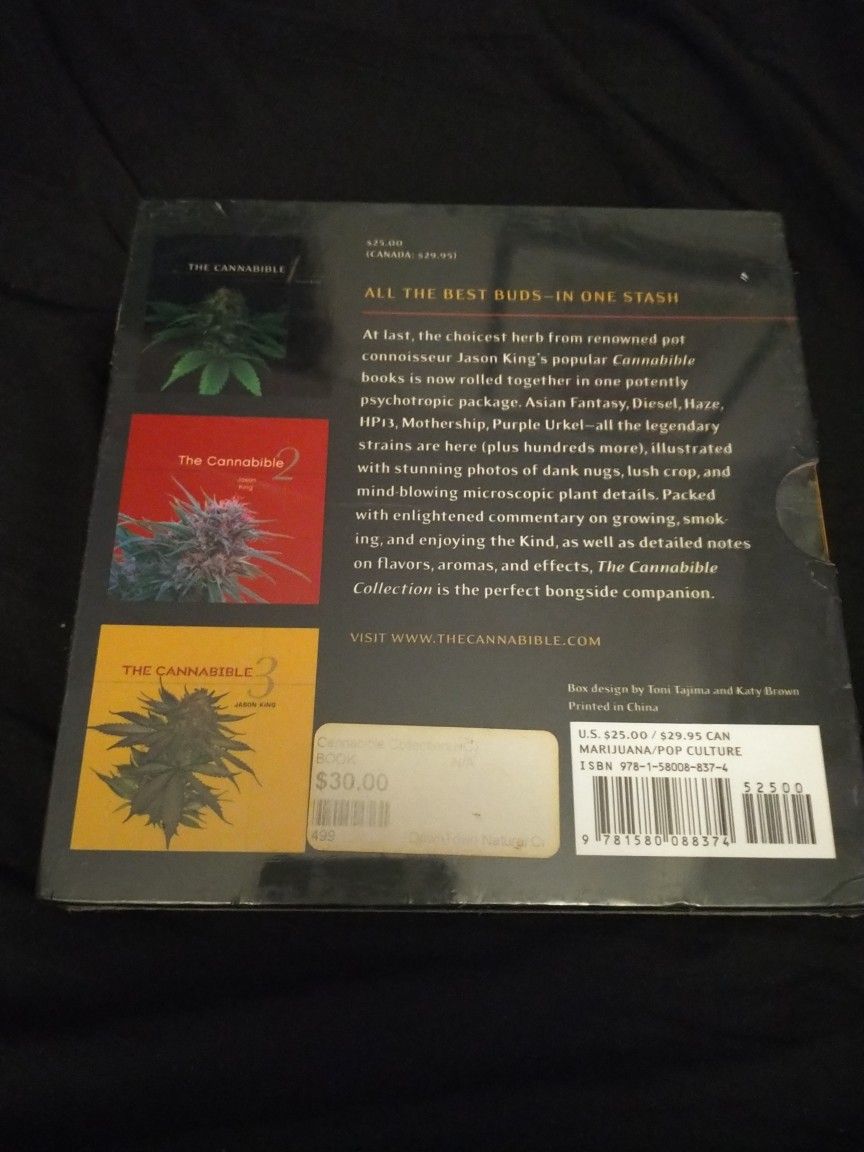 THE CANNABIBLE
The Cannabible 2
Jason
King
THE CANNABIBLE 3
JASON KING
$25.00
(CANADA: $29.95)
ALL THE BEST BUDS—IN ONE STASH
At last, the choicest herb from renowned pot
connoisseur Jason King's popular Cannabible
books is now rolled together in one potently
psychotropic package. Asian Fantasy, Diesel, Haze,
HP13, Mothership, Purple Urkel—all the legendary
strains are here (plus hundreds more), illustrated
with stunning photos of dank nugs, lush crop, and
mind-blowing microscopic plant details. Packed
with enlightened commentary on growing, smok-
ing, and enjoying the Kind, as well as detailed notes
on flavors, aromas, and effects, The Cannabible
Collection is the perfect bongside companion.
VISIT WWW.THECANNABIBLE.COM
Box design by Toni Tajima and Katy Brown
Printed in China
Cannabible Collection
BOOK N/A
$30.00
499 DownTown Natural
U.S. $25.00 / $29.95 CAN
MARIJUANA/POP CULTURE
ISBN 978-1-58008-837-4
52500
9 781580 088374